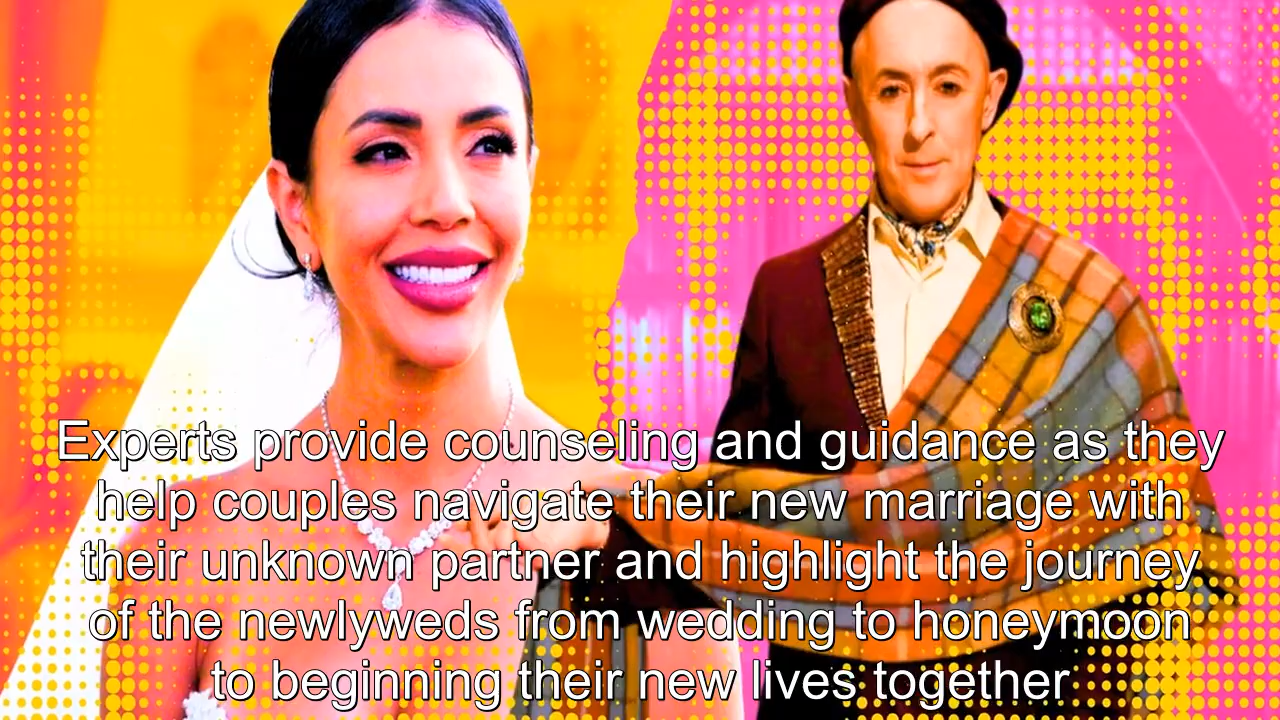 Experts provide counseling and guidance as they
help couples navigate their new marriage with
their unknown partner and highlight the journey
of the newlyweds from wedding to honeymoon
to beginning their new lives together